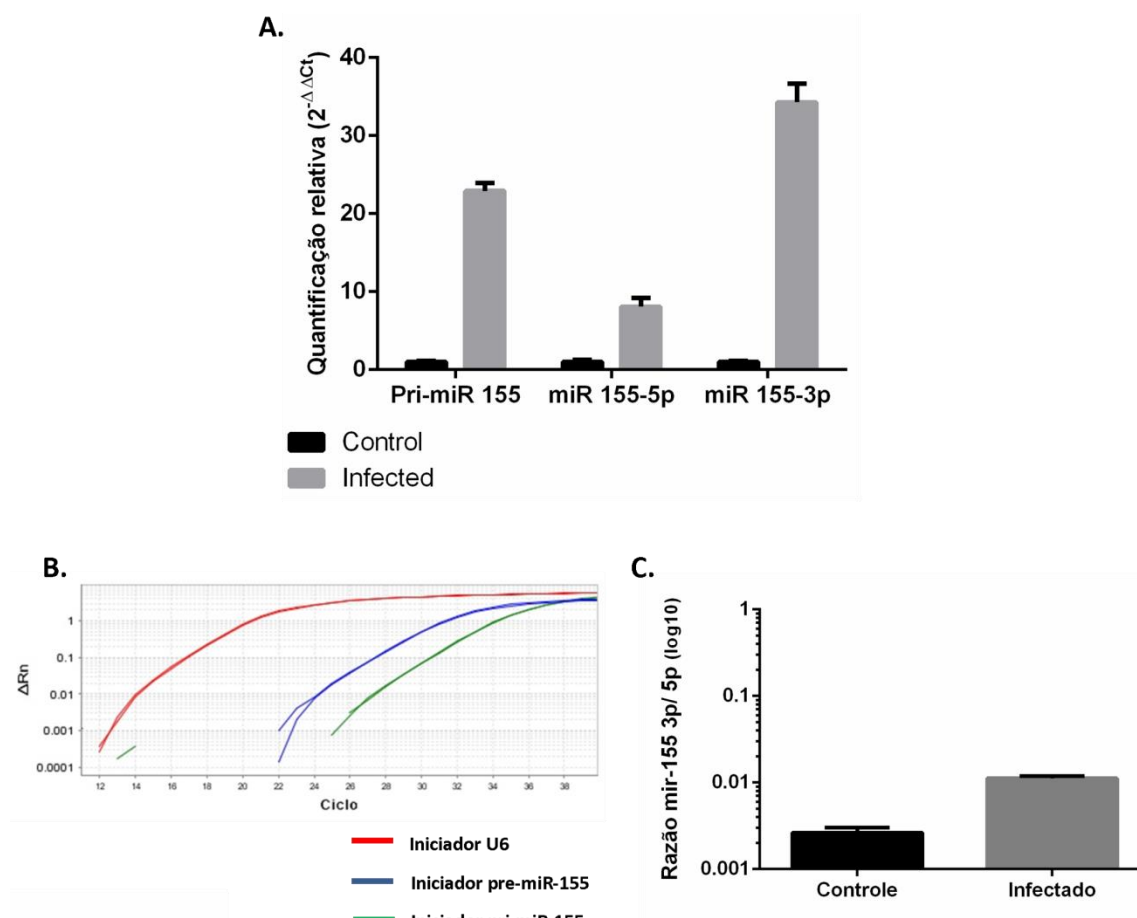 A.
Quantificação relativa (2^-ΔΔCt)
40
30
20
10
0
Pri-miR 155 miR 155-5p miR 155-3p
Control
Infected
B.
ΔRn
1
0.1
0.01
0.001
0.0001
12 14 16 18 20 22 24 26 28 30 32 34 36 38
Ciclo
Iniciador U6
Iniciador pre-miR-155
C.
Razão mir-155 3p/ 5p (log10)
1
0.1
0.01
0.001
Controle Infectado